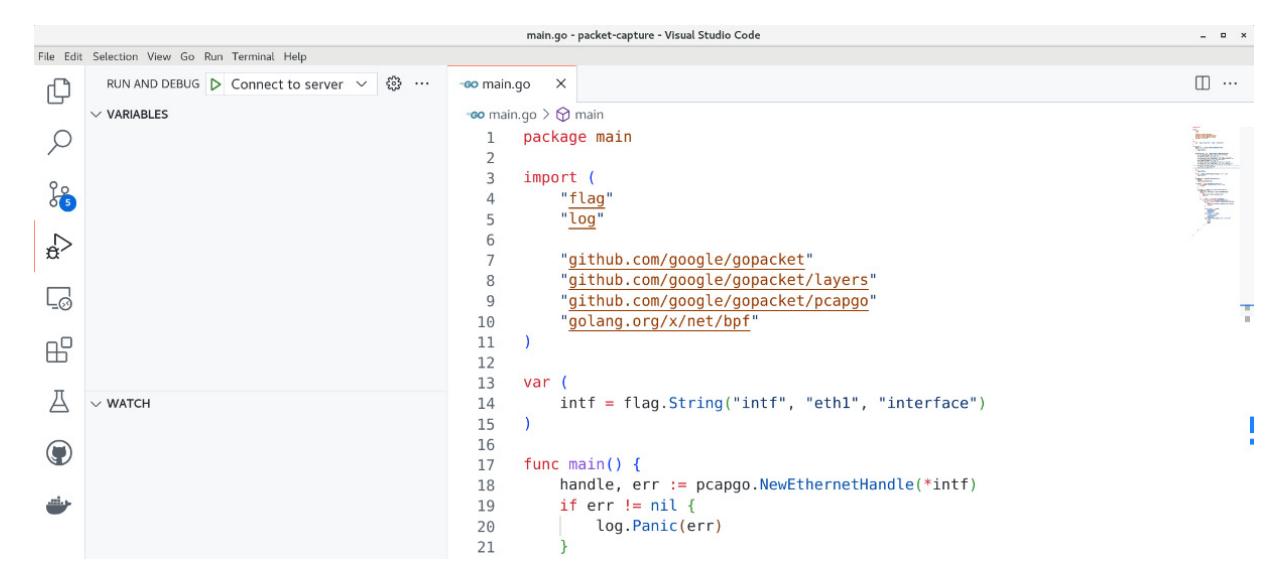 main.go - packet-capture - Visual Studio Code
File Edit Selection View Go Run Terminal Help
RUN AND DEBUG Connect to server
main.go
VARIABLES
main.go > main
1 package main
2
3 import (
4 "flag"
5 "log"
6
7 "github.com/google/gopacket"
8 "github.com/google/gopacket/layers"
9 "github.com/google/gopacket/pcapgo"
10 "golang.org/x/net/bpf"
11 )
12
13 var (
14 intf = flag.String("intf", "eth1", "interface")
15 )
16
17 func main() {
18 handle, err := pcapgo.NewEthernetHandle(*intf)
19 if err != nil {
20 log.Panic(err)
21 }
5
WATCH